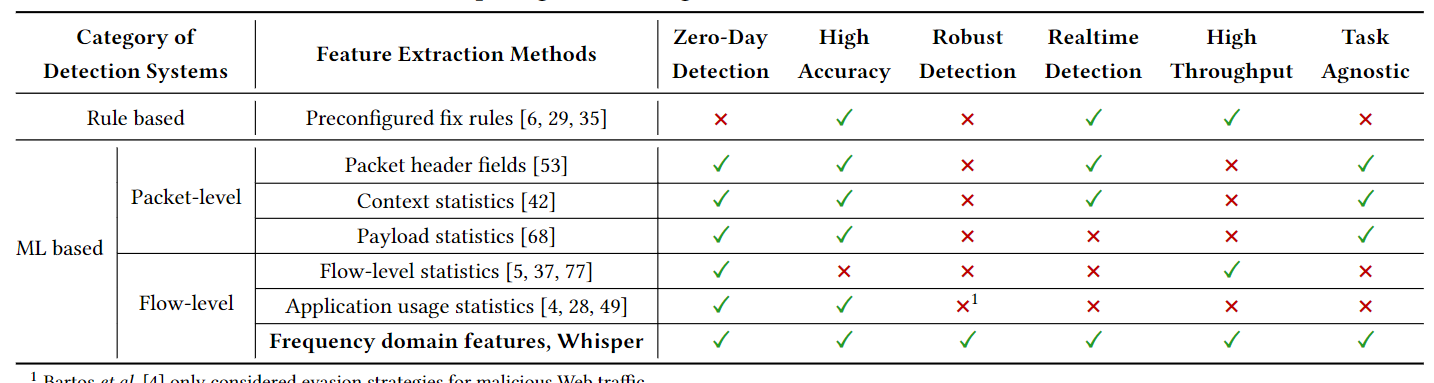 Category of Detection Systems | Feature Extraction Methods | Zero-Day Detection | High Accuracy | Robust Detection | Realtime Detection | High Throughput | Task Agnostic
Rule based | Preconfigured fix rules [6, 29, 35] | ✗ | ✓ | ✗ | ✓ | ✓ | ✗
ML based | Packet-level | Packet header fields [53] | ✓ | ✓ | ✗ | ✓ | ✗ | ✓
Context statistics [42] | ✓ | ✓ | ✗ | ✓ | ✗ | ✓
Payload statistics [68] | ✓ | ✓ | ✗ | ✗ | ✗ | ✓
Flow-level | Flow-level statistics [5, 37, 77] | ✓ | ✗ | ✗ | ✗ | ✓ | ✗
Application usage statistics [4, 28, 49] | ✓ | ✓ | ✗1 | ✗ | ✗ | ✗
Frequency domain features, Whisper | ✓ | ✓ | ✓ | ✓ | ✓ | ✓
1 Bartos et al. [4] only considered evasion strategies for malicious Web traffic.